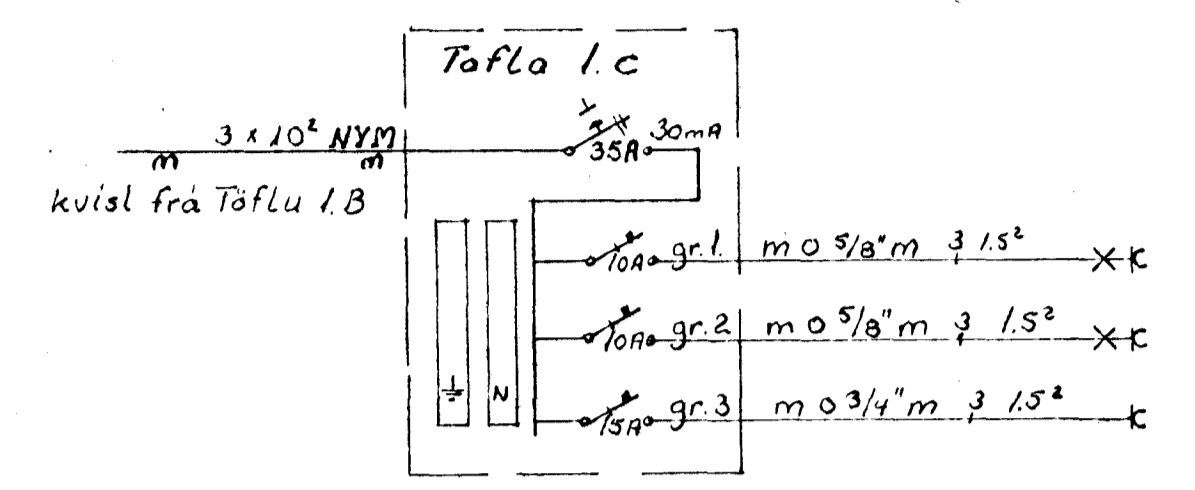 Tafla 1.C
3 x 10² NYM
m m
35A 30mA
kvísl frá Töflu 1.B
10A gr.1. m o 5/8" m 3 1.5²
10A gr.2 m o 5/8" m 3 1.5²
N
15A gr.3 m o 3/4" m 3 1.5²